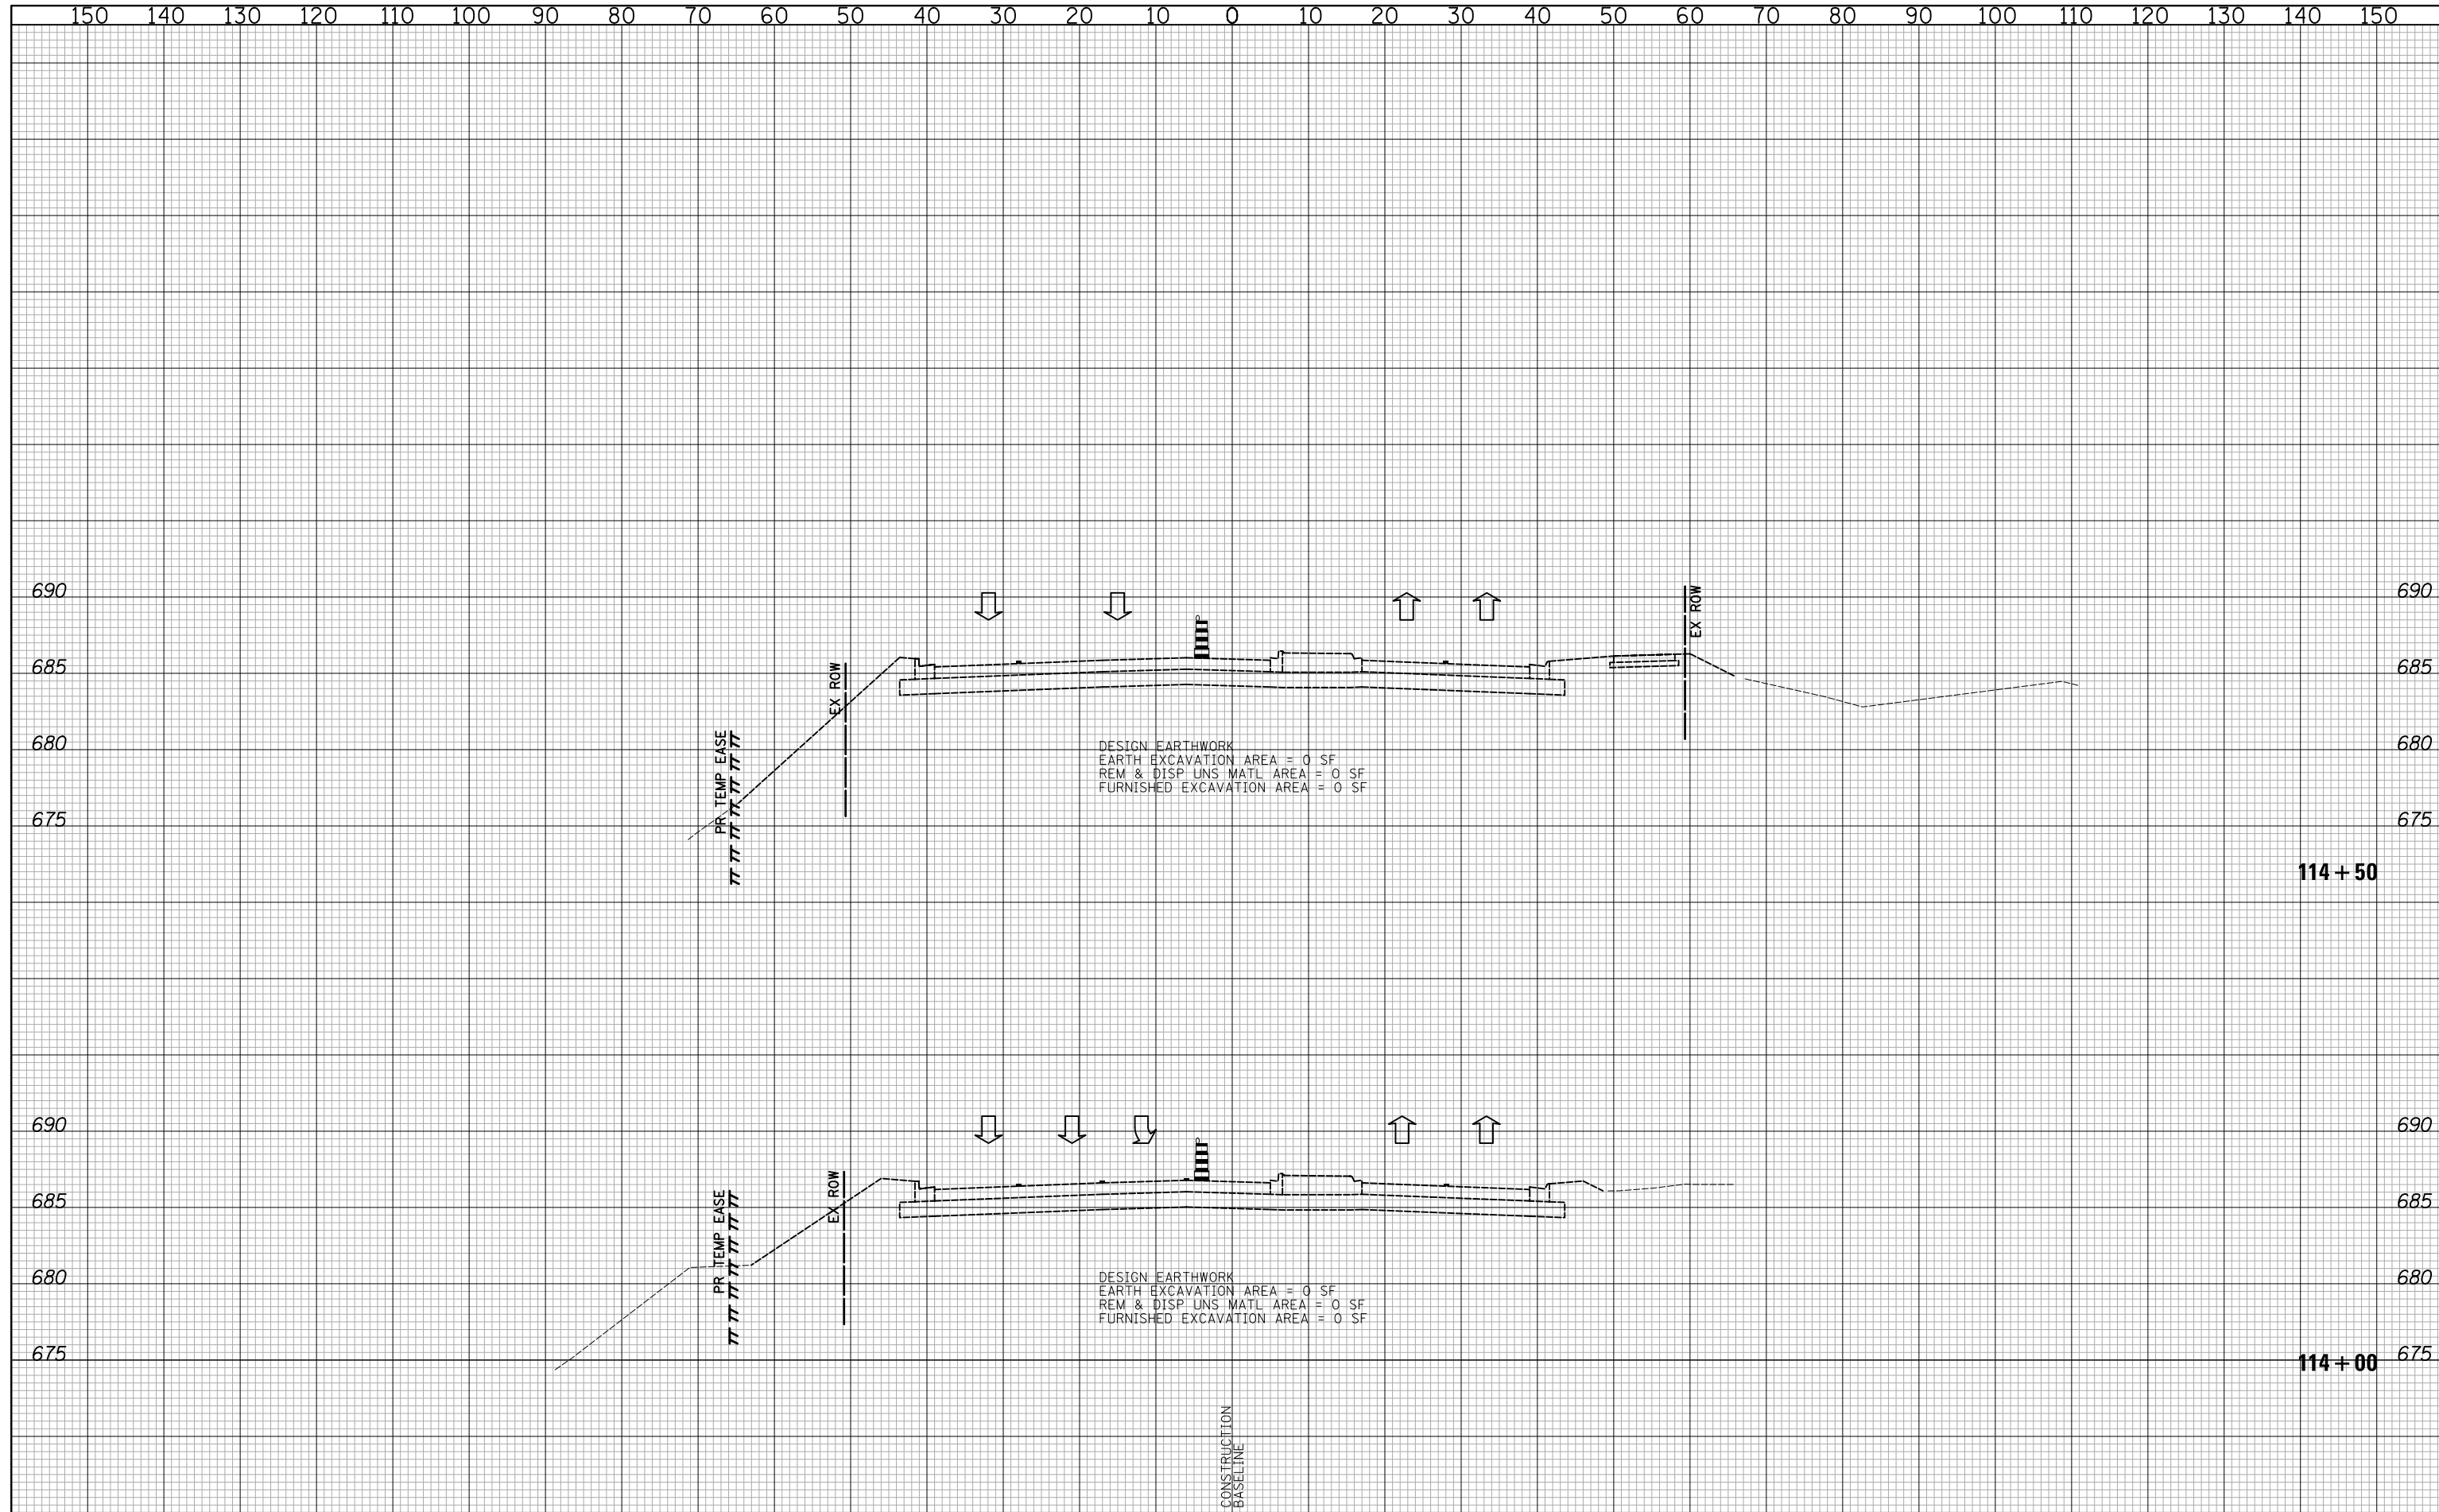 150 140 130 120 110 100 90 80 70 60 50 40 30 20 10 0 10 20 30 40 50 60 70 80 90 100 110 120 130 140 150
690 690
EX ROW
685 685
EX ROW
680 680
PR TEMP EASE
DESIGN EARTHWORK
EARTH EXCAVATION AREA = 0 SF
REM & DISP UNS MATL AREA = 0 SF
FURNISHED EXCAVATION AREA = 0 SF
675 675
114+50
690 690
EX ROW
685 685
PR TEMP EASE
680 680
DESIGN EARTHWORK
EARTH EXCAVATION AREA = 0 SF
REM & DISP UNS MATL AREA = 0 SF
FURNISHED EXCAVATION AREA = 0 SF
675 675
114+00
CONSTRUCTION
BASELINE